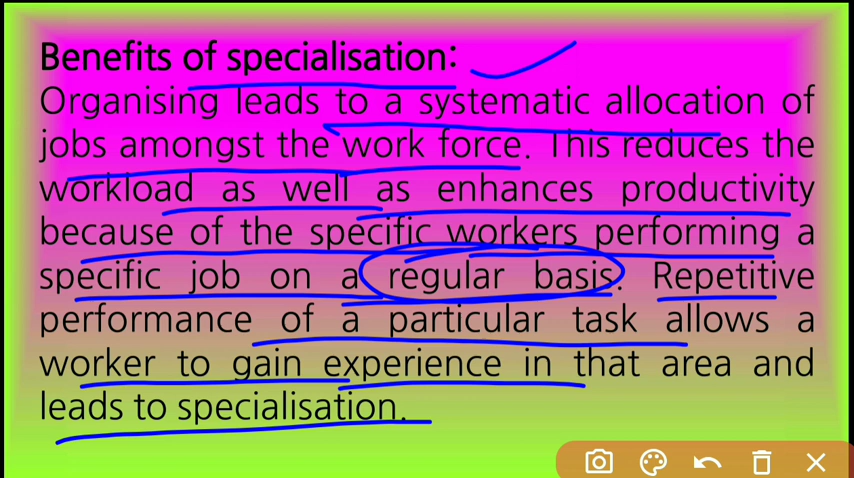 Benefits of specialisation:
Organising leads to a systematic allocation of
jobs amongst the work force. This reduces the
workload as well as enhances productivity
because of the specific workers performing a
specific job on a regular basis. Repetitive
performance of a particular task allows a
worker to gain experience in that area and
leads to specialisation.